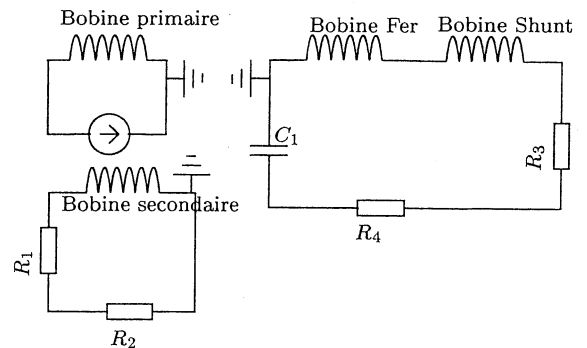 Bobine primaire
Bobine Fer
Bobine Shunt
C₁
R₃
Bobine secondaire
R₄
R₁
R₂